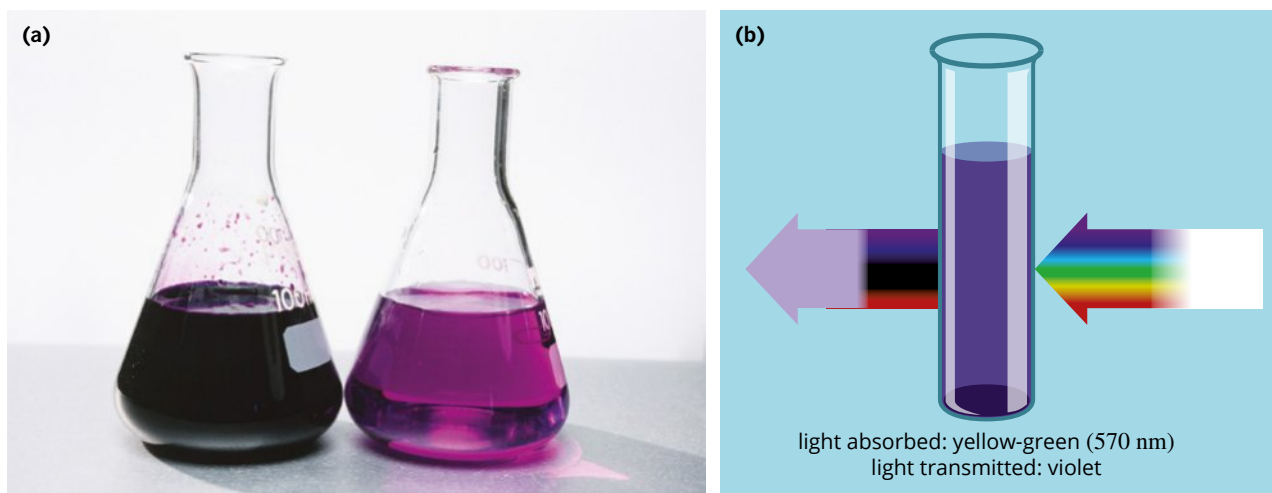 (a)
100
100
(b)
light absorbed: yellow-green (570 nm)
light transmitted: violet